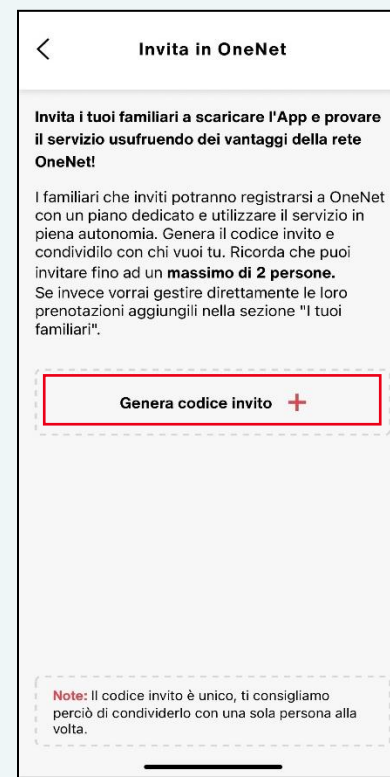 Invita in OneNet
Invita i tuoi familiari a scaricare l'App e provare
il servizio usufruendo dei vantaggi della rete
OneNet!
I familiari che inviti potranno registrarsi a OneNet
con un piano dedicato e utilizzare il servizio in
piena autonomia. Genera il codice invito e
condividilo con chi vuoi tu. Ricorda che puoi
invitare fino ad un massimo di 2 persone.
Se invece vorrai gestire direttamente le loro
prenotazioni aggiungili nella sezione "I tuoi
familiari".
Genera codice invito +
Note: Il codice invito è unico, ti consigliamo
perciò di condividerlo con una sola persona alla
volta.